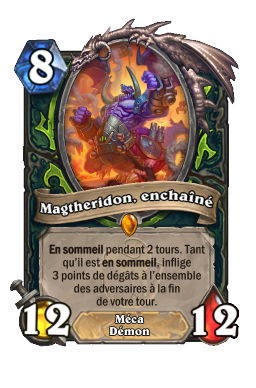 8
Magtheridon, enchaîné
En sommeil pendant 2 tours. Tant
qu'il est en sommeil, inflige
3 points de dégâts à l'ensemble
des adversaires à la fin
de votre tour.
12
Méca
Démon
12